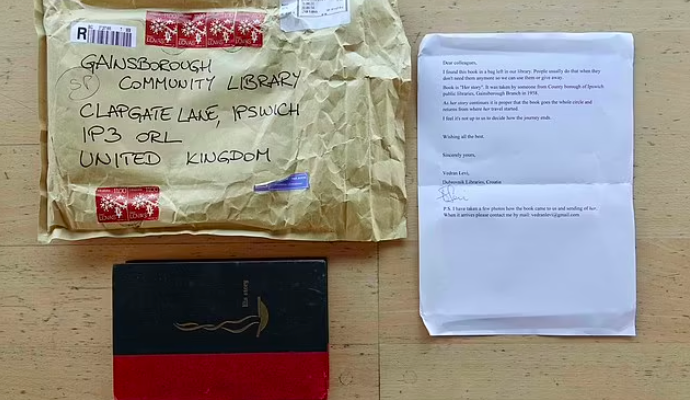 R
GAINSBOROUGH
COMMUNITY LIBRARY
CLAPGATE LANE, IPSWICH
IP3 0RL
UNITED KINGDOM
Dear colleagues,
I found this book in a bag left in our library. People usually do that when they
don't need them anymore so we can use them or give away
Book is "Her story". It was taken by someone from County borough of Ipswich
public libraries, Gainsborough Branch in 1938.
As her story continues it is proper that the book goes the whole circle and
returns from where her travel started.
I feel it's not up to us to decide how the journey ends.
Wishing all the best,
Sincerely yours,
Vedran Levi,
Dubrovnik Libraries, Croatia
P.S. I have taken a few photos how the book came to us and sending of her.
When it arrives please contact me by mail:
story